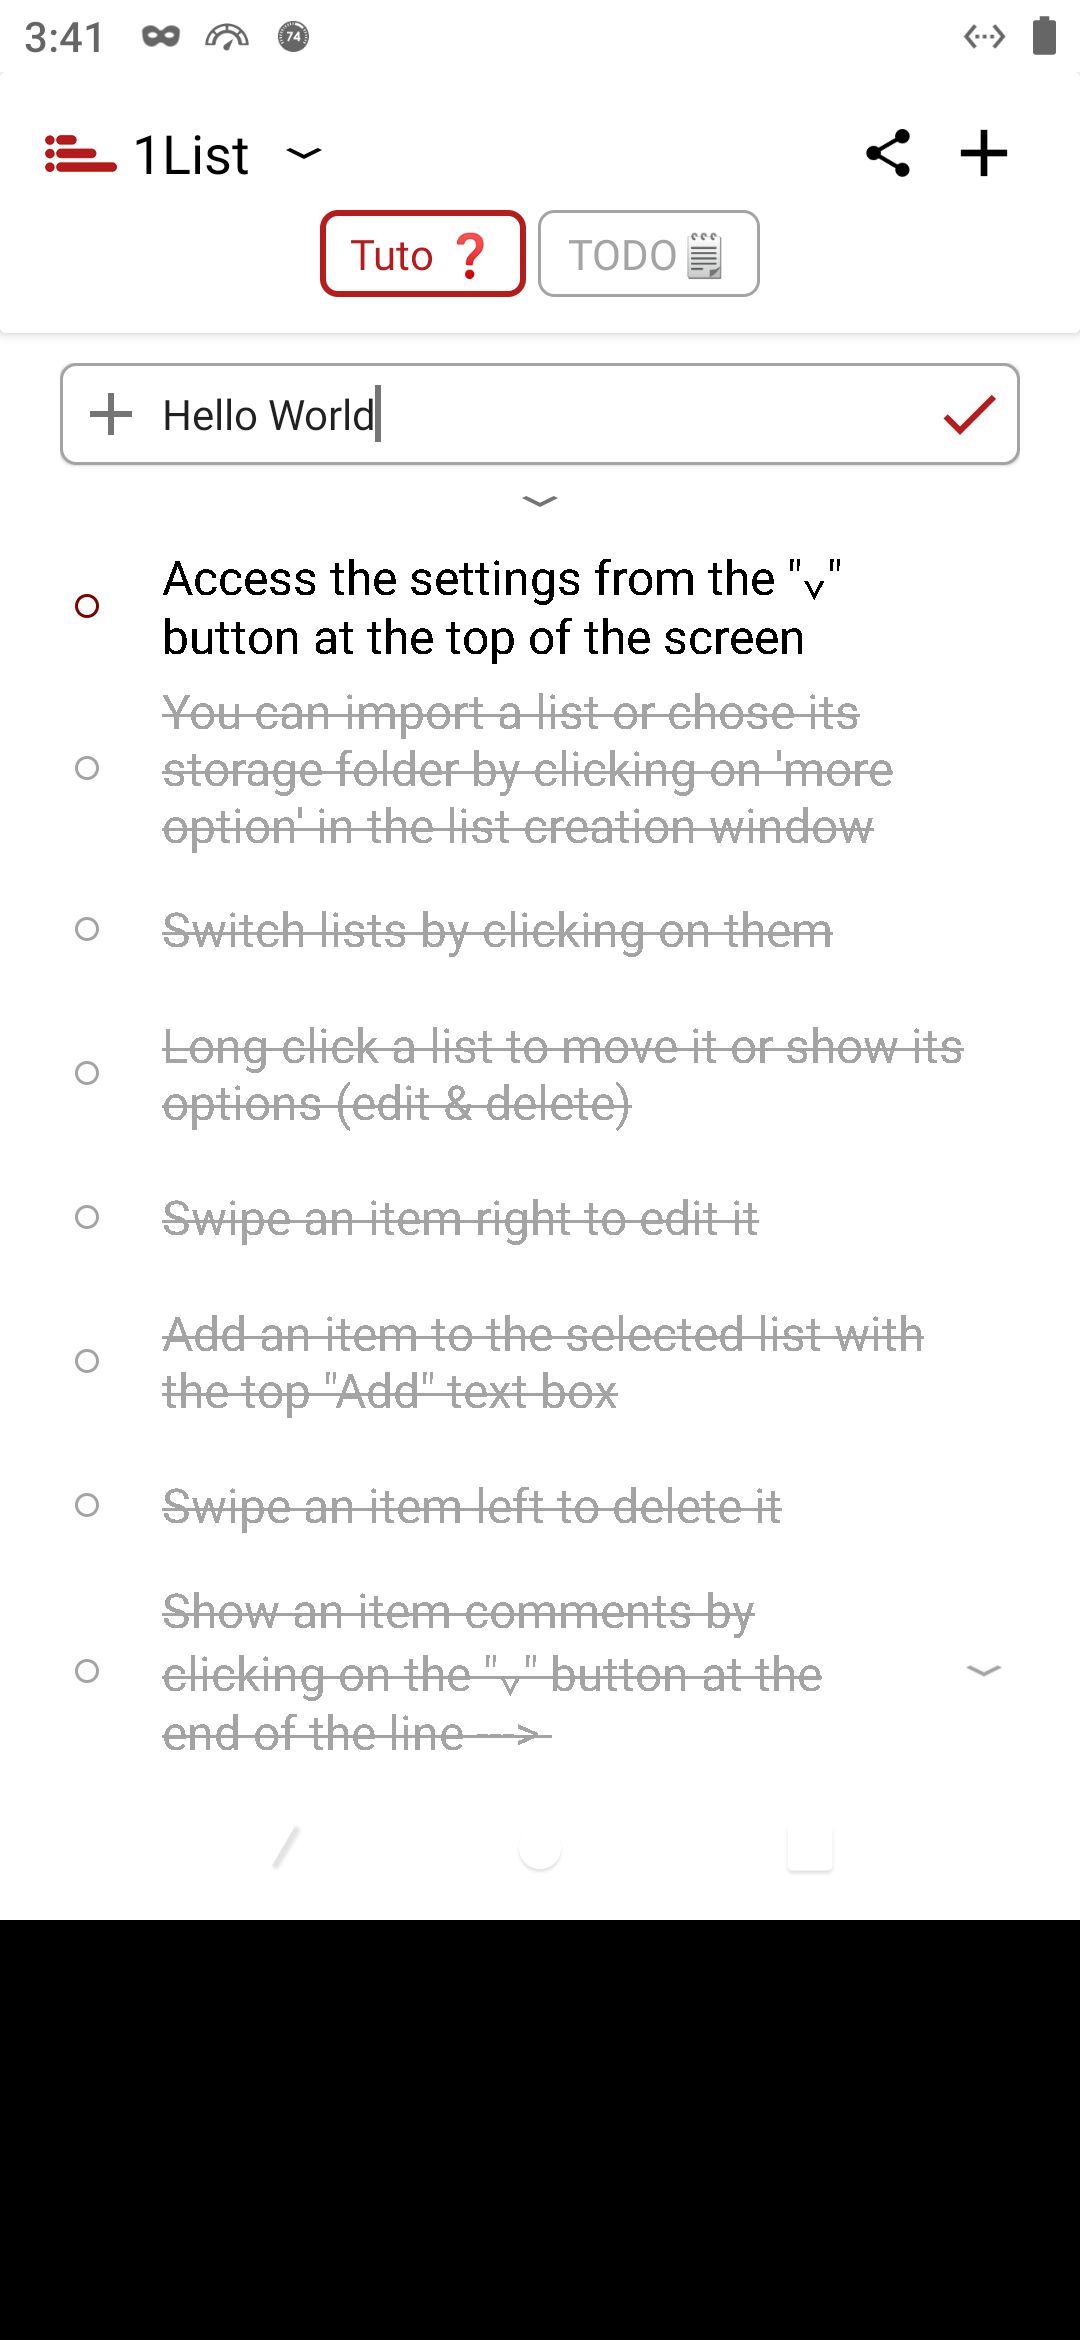 3:41
74
1List
Tuto ❓
TODO🗒
Hello World
Access the settings from the "v"
button at the top of the screen
You can import a list or chose its
storage folder by clicking on 'more
option' in the list creation window
Switch lists by clicking on them
Long click a list to move it or show its
options (edit & delete)
Swipe an item right to edit it
Add an item to the selected list with
the top "Add" text box
Swipe an item left to delete it
Show an item comments by
clicking on the "v" button at the
end of the line --->